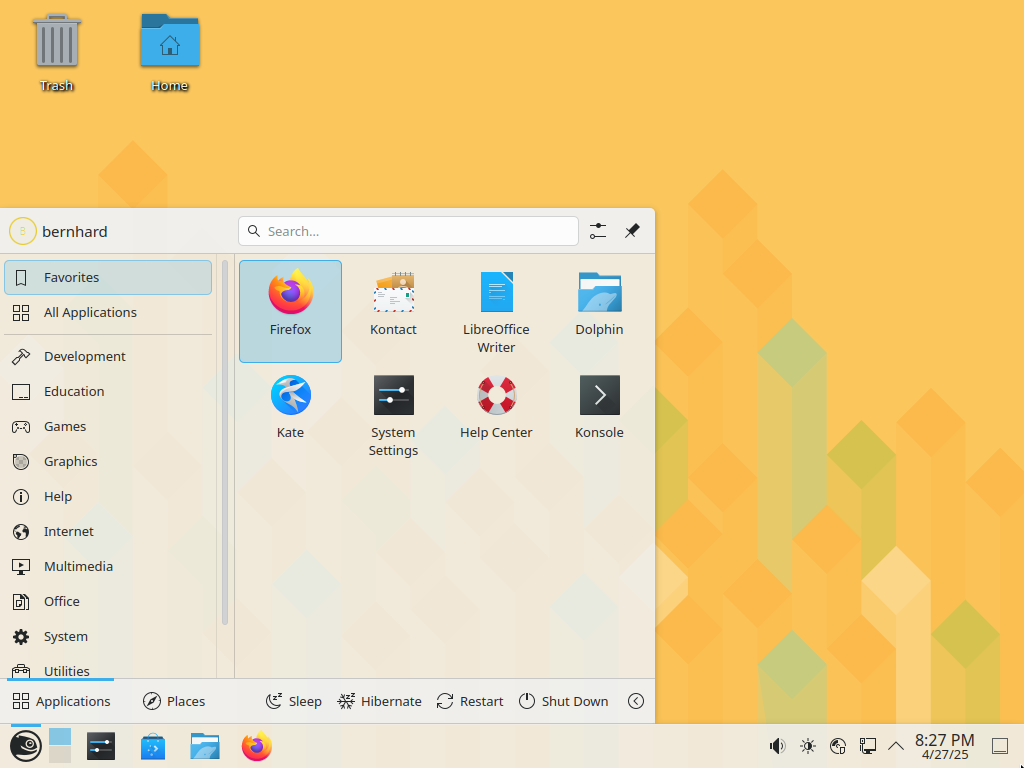 Trash
Home
bernhard
Search...
Favorites
All Applications
Development
Education
Games
Graphics
Help
Internet
Multimedia
Office
System
Utilities
Firefox
Kontact
LibreOffice
Writer
Dolphin
Kate
System
Settings
Help Center
Konsole
Applications
Places
Sleep
Hibernate
Restart
Shut Down
8:27 PM
4/27/25